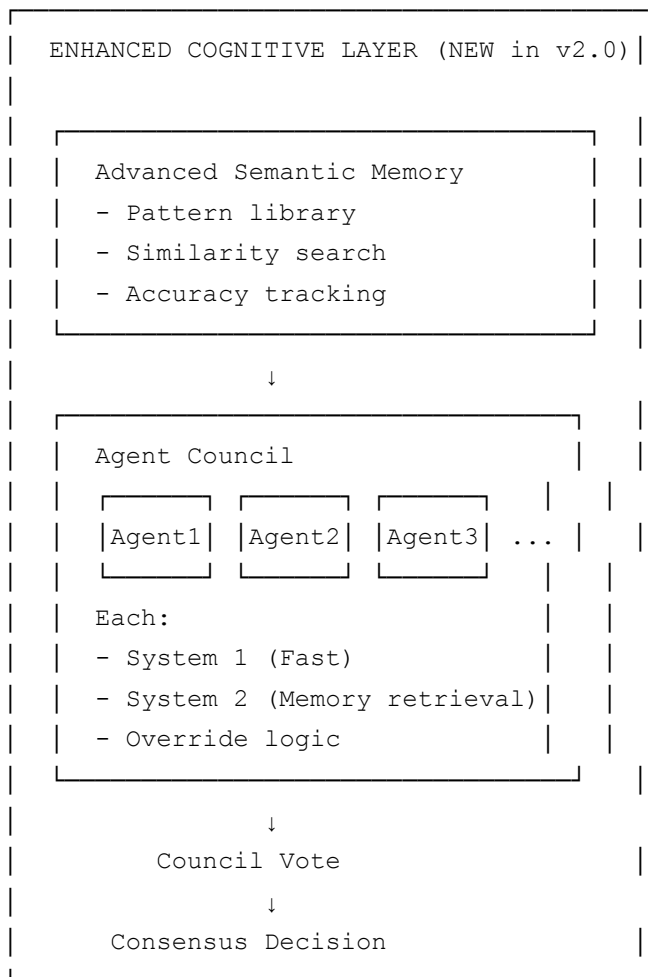 ENHANCED COGNITIVE LAYER (NEW in v2.0)
Advanced Semantic Memory
- Pattern library
- Similarity search
- Accuracy tracking
↓
Agent Council
Agent1 Agent2 Agent3 ...
Each:
- System 1 (Fast)
- System 2 (Memory retrieval)
- Override logic
↓
Council Vote
↓
Consensus Decision